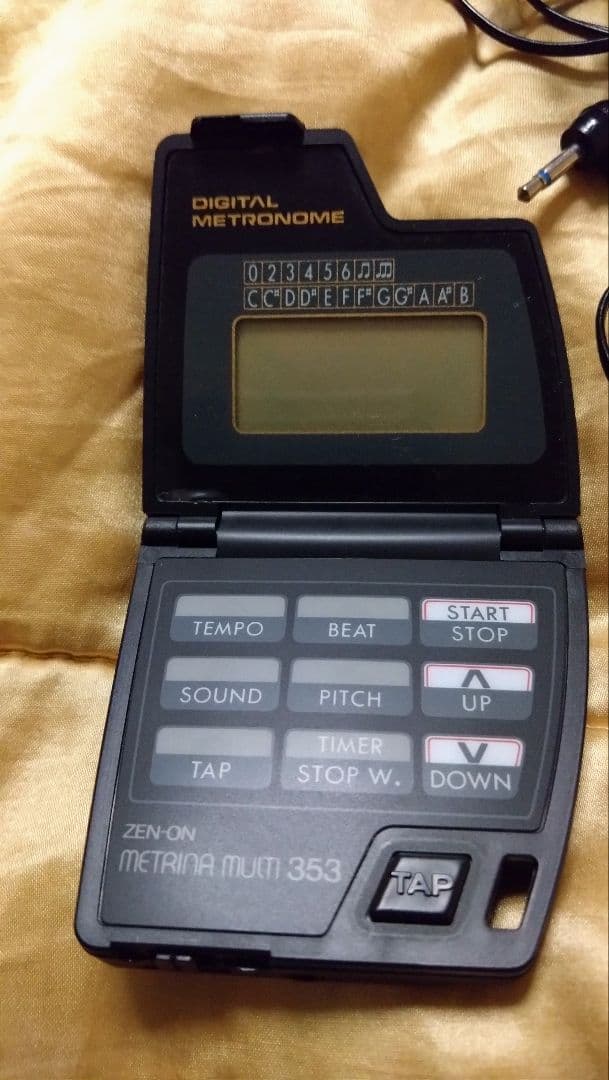 DIGITAL
METRONOME
0 2 3 4 5 6 ♫
C C# D D# E F F# G G# A A# B
TEMPO BEAT START STOP
SOUND PITCH UP
TAP TIMER STOP W. DOWN
ZEN-ON
METRINA MULTI 353
TAP